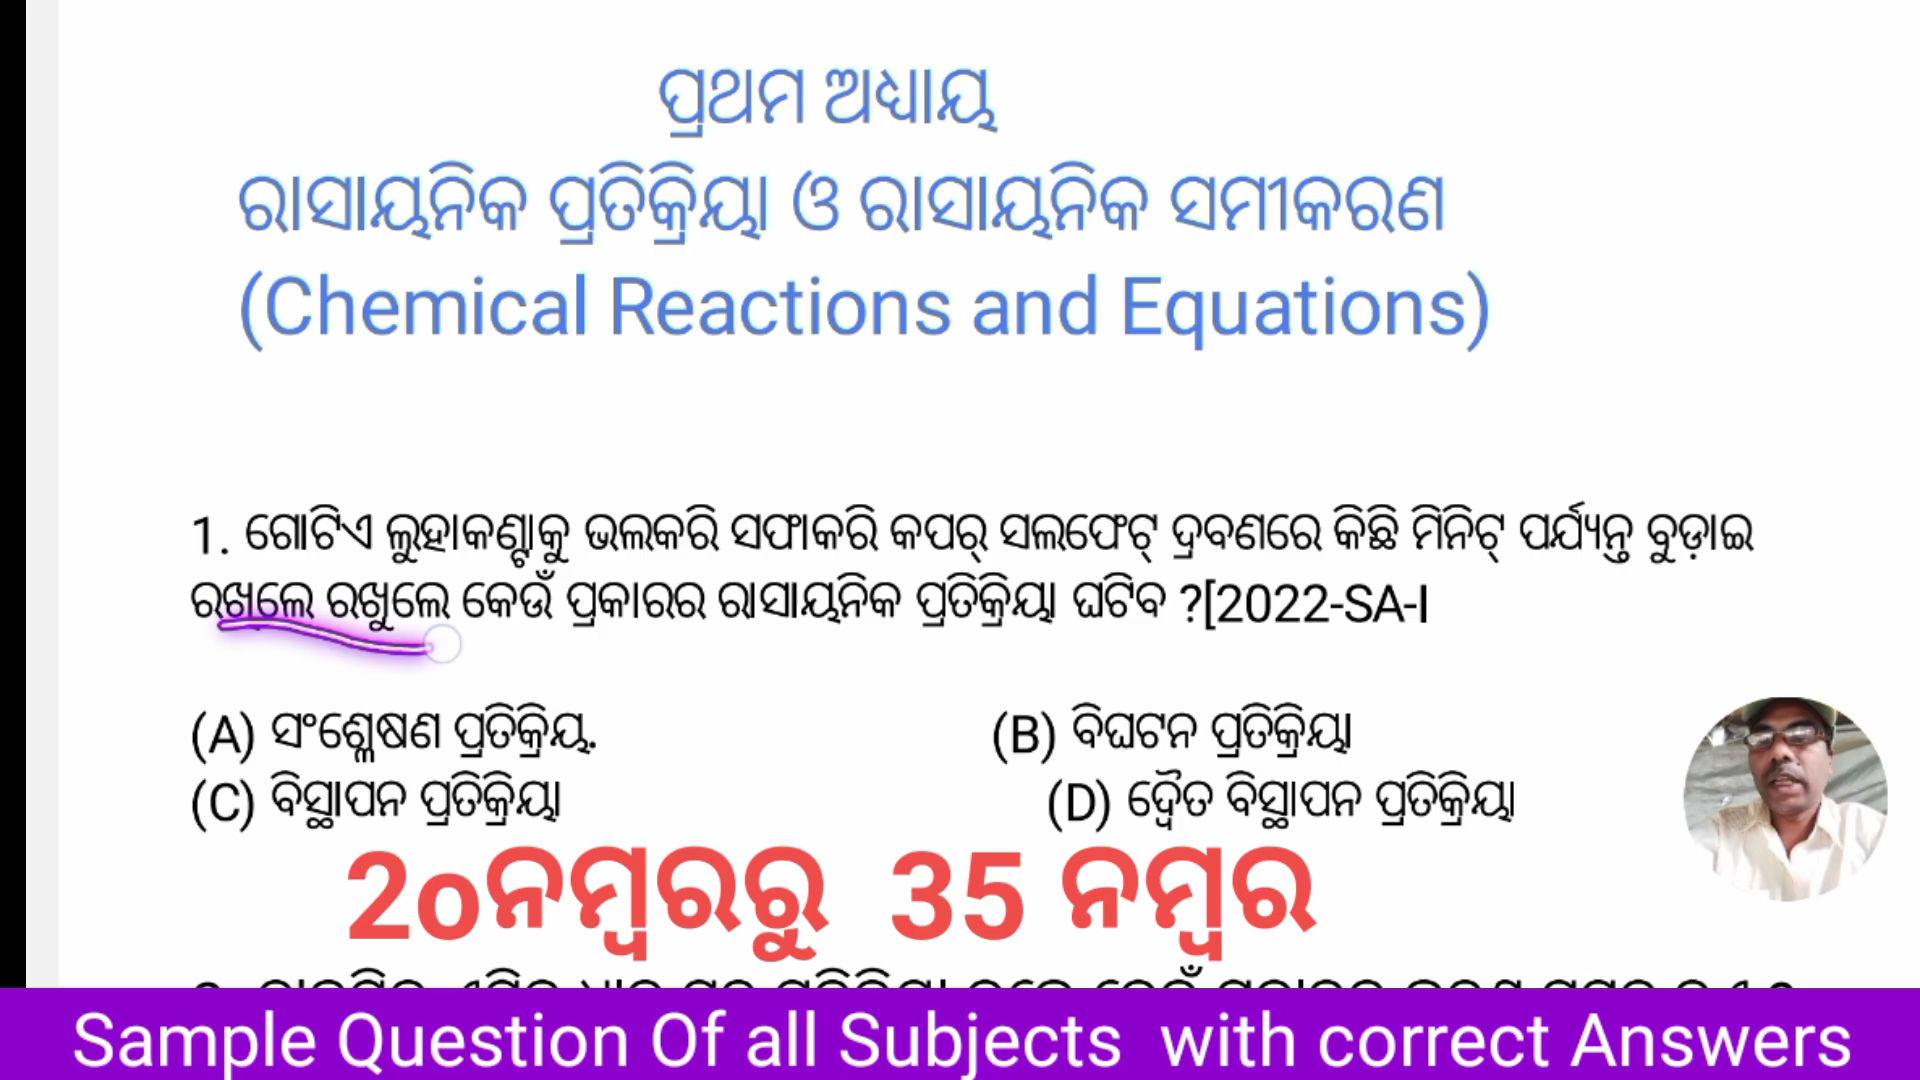 ପ୍ରଥମ ଅଧ୍ୟାୟ
ରାସାୟନିକ ପ୍ରତିକ୍ରିୟା ଓ ରାସାୟନିକ ସମୀକରଣ
(Chemical Reactions and Equations)
1. ଗୋଟିଏ ଲୁହାକଣ୍ଟାକୁ ଭଲକରି ସଫାକରି କପର୍ ସଲଫେଟ୍ ଦ୍ରବଣରେ କିଛି ମିନିଟ୍ ପର୍ଯ୍ୟନ୍ତ ବୁଡ଼ାଇ
ରଖିଲେ ରଖୁଲେ କେଉଁ ପ୍ରକାରର ରାସାୟନିକ ପ୍ରତିକ୍ରିୟା ଘଟିବ ?[2022-SA-I
(A) ସଂଶ୍ଳେଷଣ ପ୍ରତିକ୍ରିୟ. (B) ବିଘଟନ ପ୍ରତିକ୍ରିୟା
(C) ବିସ୍ଥାପନ ପ୍ରତିକ୍ରିୟା (D) ଦ୍ୱୈତ ବିସ୍ଥାପନ ପ୍ରତିକ୍ରିୟା
2oନମ୍ବରରୁ 35 ନମ୍ବର
Sample Question Of all Subjects with correct Answers